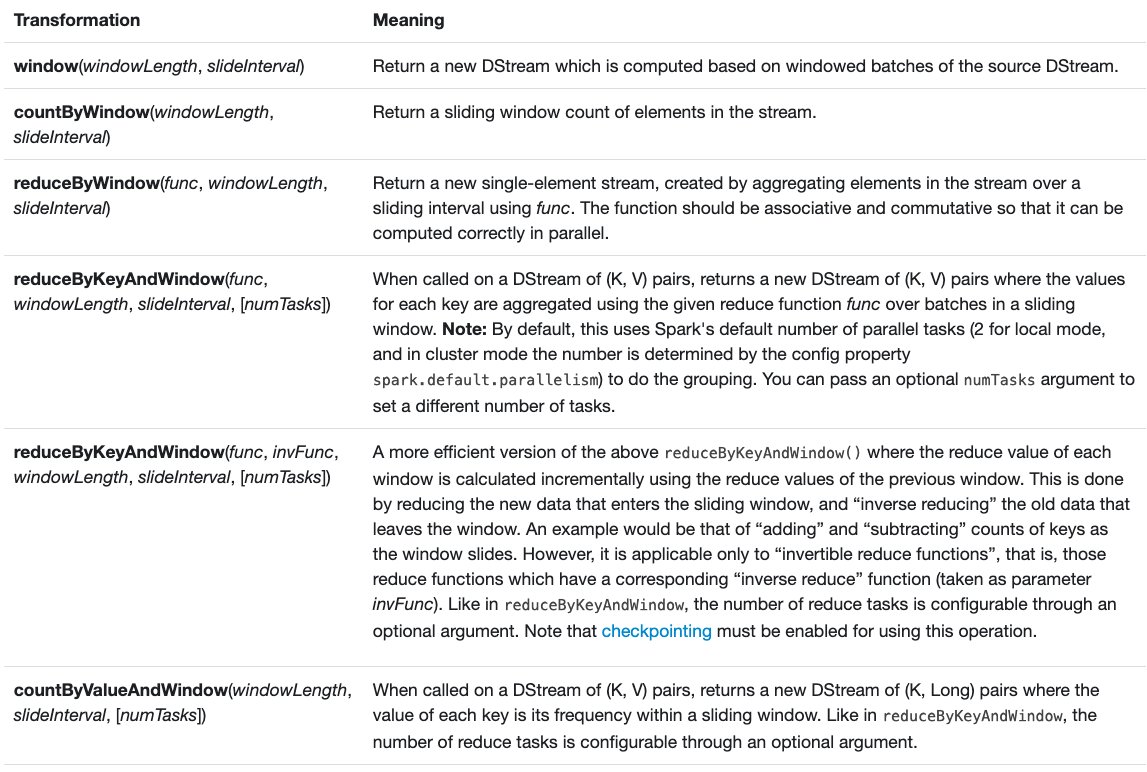 Transformation Meaning
window(windowLength, slideInterval) Return a new DStream which is computed based on windowed batches of the source DStream.
countByWindow(windowLength,
slideInterval)
Return a sliding window count of elements in the stream.
reduceByWindow(func, windowLength,
slideInterval)
Return a new single-element stream, created by aggregating elements in the stream over a
sliding interval using func. The function should be associative and commutative so that it can be
computed correctly in parallel.
reduceByKeyAndWindow(func,
windowLength, slideInterval, [numTasks])
When called on a DStream of (K, V) pairs, returns a new DStream of (K, V) pairs where the values
for each key are aggregated using the given reduce function func over batches in a sliding
window. Note: By default, this uses Spark's default number of parallel tasks (2 for local mode,
and in cluster mode the number is determined by the config property
spark.default.parallelism) to do the grouping. You can pass an optional numTasks argument to
set a different number of tasks.
reduceByKeyAndWindow(func, invFunc,
windowLength, slideInterval, [numTasks])
A more efficient version of the above reduceByKeyAndWindow() where the reduce value of each
window is calculated incrementally using the reduce values of the previous window. This is done
by reducing the new data that enters the sliding window, and “inverse reducing” the old data that
leaves the window. An example would be that of “adding” and “subtracting” counts of keys as
the window slides. However, it is applicable only to “invertible reduce functions”, that is, those
reduce functions which have a corresponding “inverse reduce” function (taken as parameter
invFunc). Like in reduceByKeyAndWindow, the number of reduce tasks is configurable through an
optional argument. Note that checkpointing must be enabled for using this operation.
countByValueAndWindow(windowLength,
slideInterval, [numTasks])
When called on a DStream of (K, V) pairs, returns a new DStream of (K, Long) pairs where the
value of each key is its frequency within a sliding window. Like in reduceByKeyAndWindow, the
number of reduce tasks is configurable through an optional argument.